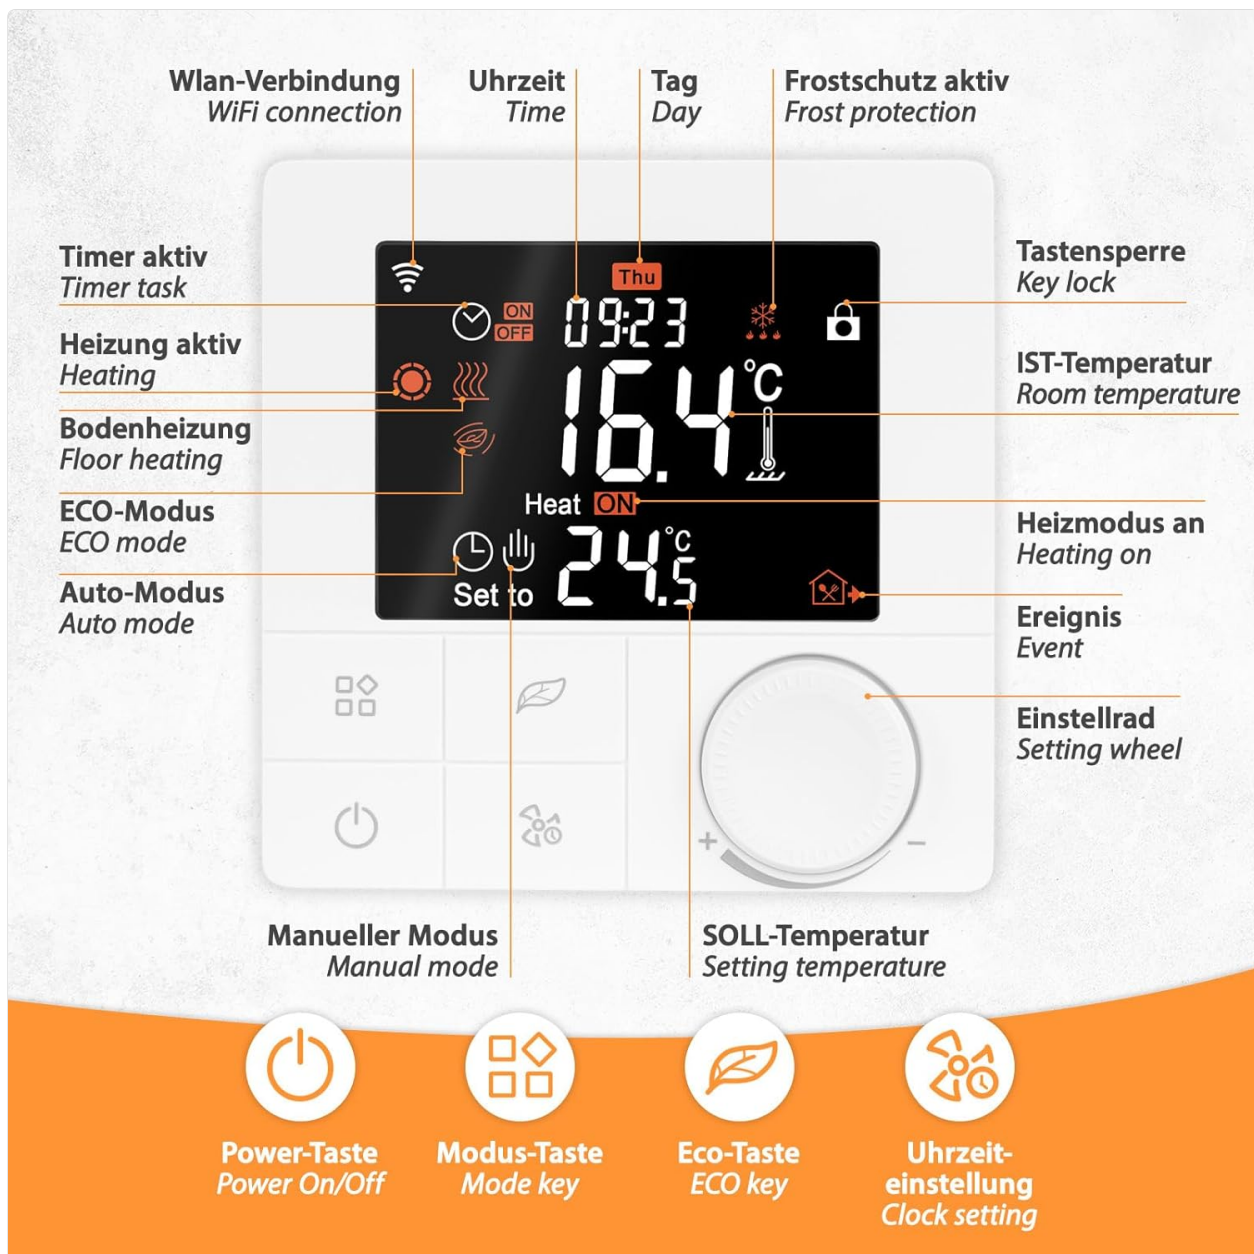 Wlan-Verbindung
WiFi connection
Uhrzeit
Time
Tag
Day
Frostschutz aktiv
Frost protection
Timer aktiv
Timer task
Heizung aktiv
Heating
Bodenheizung
Floor heating
ECO-Modus
ECO mode
Auto-Modus
Auto mode
Thu
ON
OFF
09:23
16.4 °C
Heat ON
Set to 24.5 °C
Tastensperre
Key lock
IST-Temperatur
Room temperature
Heizmodus an
Heating on
Ereignis
Event
Einstellrad
Setting wheel
+ −
Manueller Modus
Manual mode
SOLL-Temperatur
Setting temperature
Power-Taste
Power On/Off
Modus-Taste
Mode key
Eco-Taste
ECO key
Uhrzeit-
einstellung
Clock setting